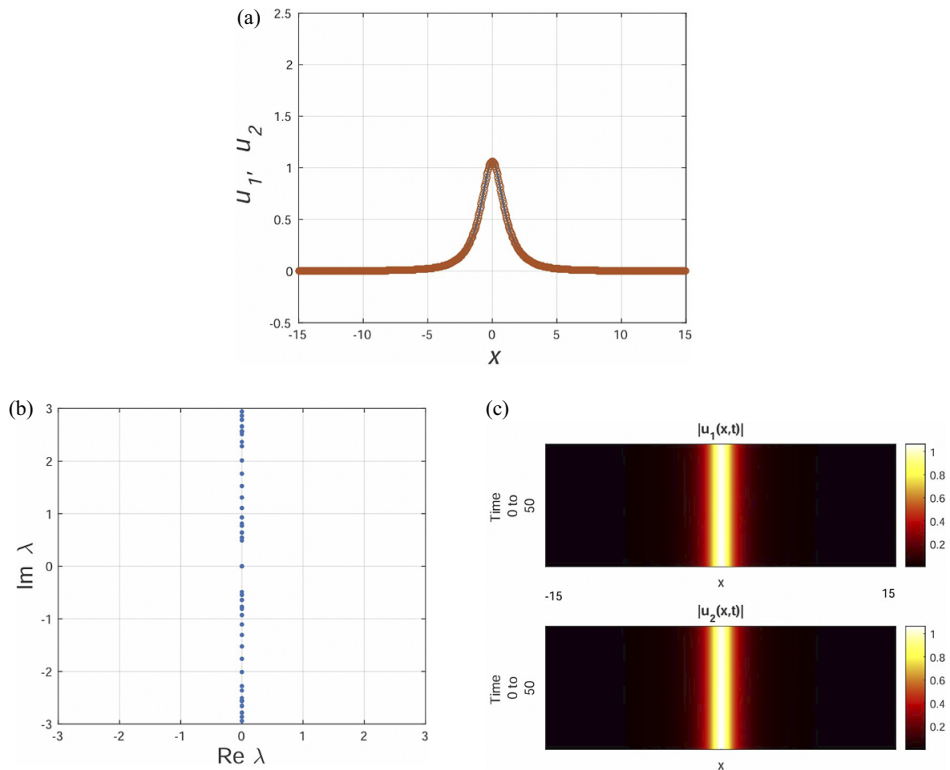 (a)
2.5
2
1.5
1
0.5
0
-0.5
u1, u2
-15 -10 -5 0 5 10 15
x
(b)
3
2
1
0
-1
-2
-3
Im λ
-3 -2 -1 0 1 2 3
Re λ
(c)
|u1(x,t)|
Time
0 to
50
1
0.8
0.6
0.4
0.2
x
-15 15
|u2(x,t)|
Time
0 to
50
1
0.8
0.6
0.4
0.2
x